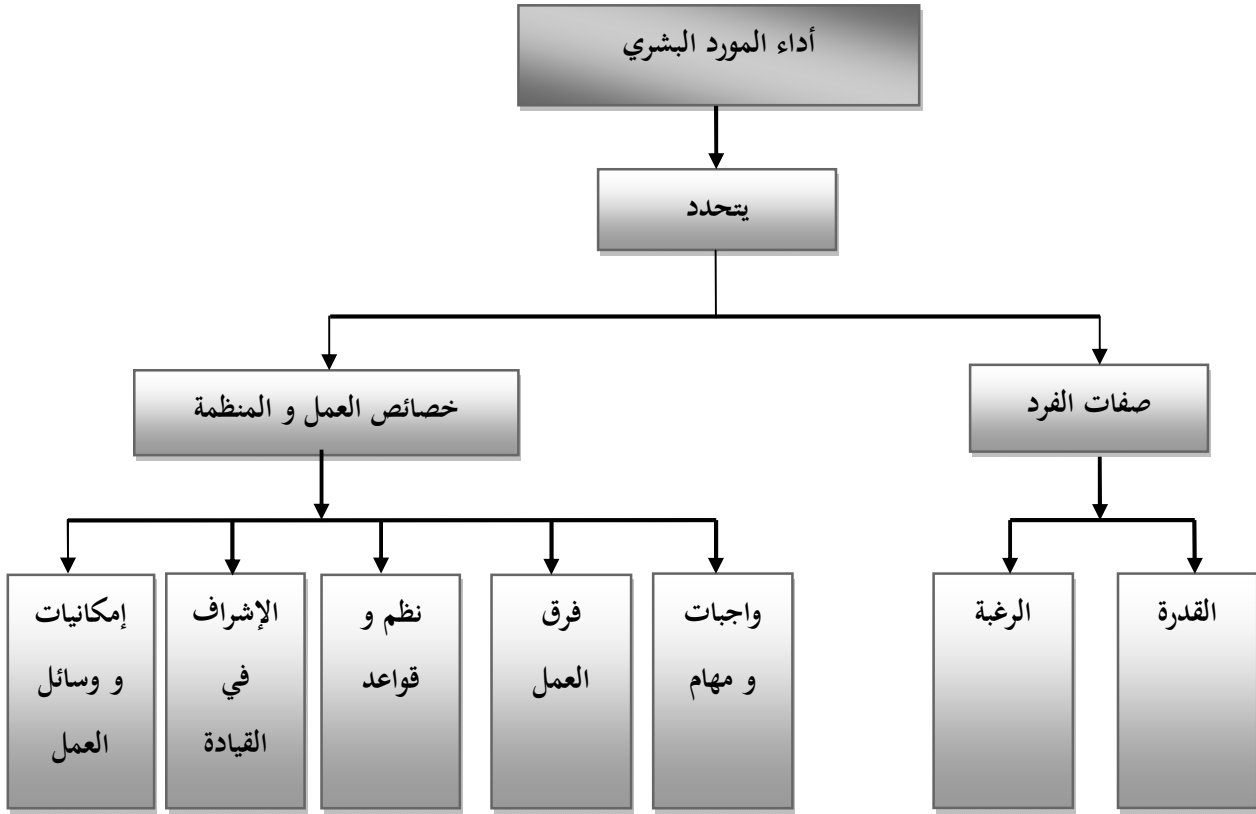 أداء المورد البشري
يتحدد
صفات الفرد
خصائص العمل و المنظمة
القدرة
الرغبة
واجبات
و مهام
فرق
العمل
نظم و
قواعد
الإشراف
في
القيادة
إمكانيات
و وسائل
العمل